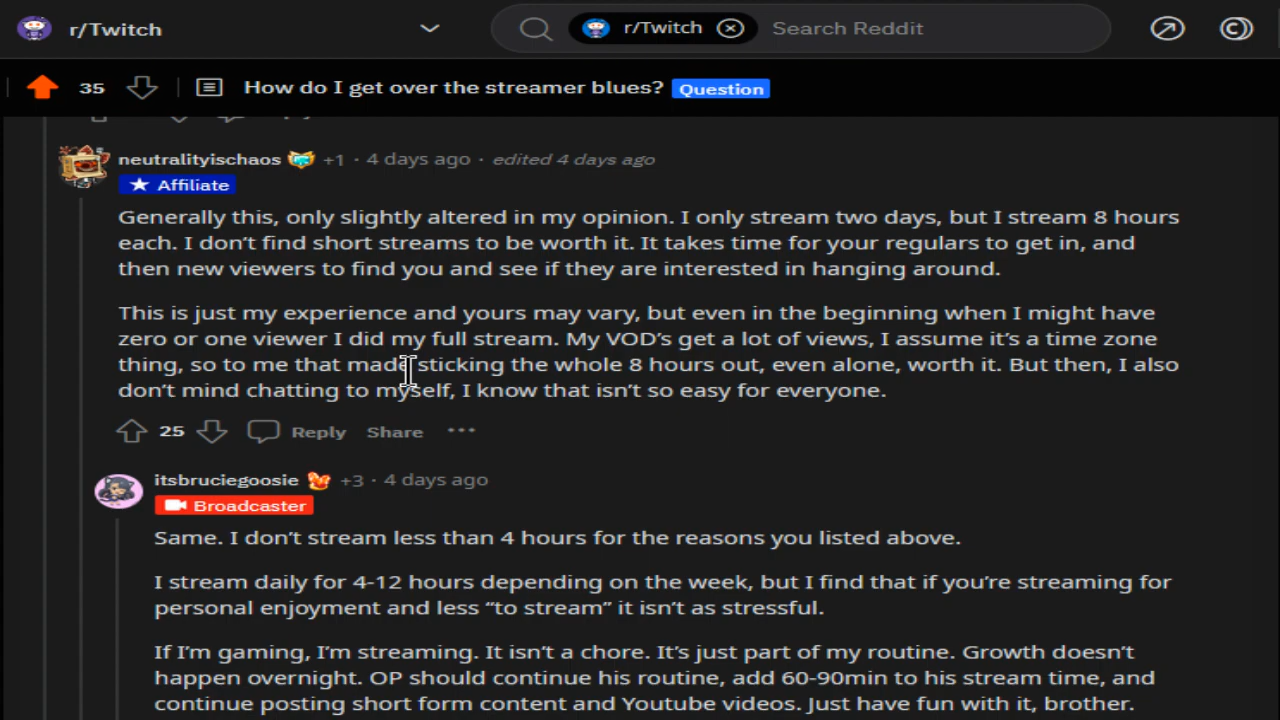 r/Twitch
r/Twitch Search Reddit
35 How do I get over the streamer blues? Question
neutralityischaos +1 · 4 days ago · edited 4 days ago
Affiliate
Generally this, only slightly altered in my opinion. I only stream two days, but I stream 8 hours
each. I don’t find short streams to be worth it. It takes time for your regulars to get in, and
then new viewers to find you and see if they are interested in hanging around.
This is just my experience and yours may vary, but even in the beginning when I might have
zero or one viewer I did my full stream. My VOD’s get a lot of views, I assume it’s a time zone
thing, so to me that made sticking the whole 8 hours out, even alone, worth it. But then, I also
don’t mind chatting to myself, I know that isn’t so easy for everyone.
25 Reply Share ···
itsbruciegoosie +3 · 4 days ago
Broadcaster
Same. I don’t stream less than 4 hours for the reasons you listed above.
I stream daily for 4-12 hours depending on the week, but I find that if you’re streaming for
personal enjoyment and less “to stream” it isn’t as stressful.
If I’m gaming, I’m streaming. It isn’t a chore. It’s just part of my routine. Growth doesn’t
happen overnight. OP should continue his routine, add 60-90min to his stream time, and
continue posting short form content and Youtube videos. Just have fun with it, brother.